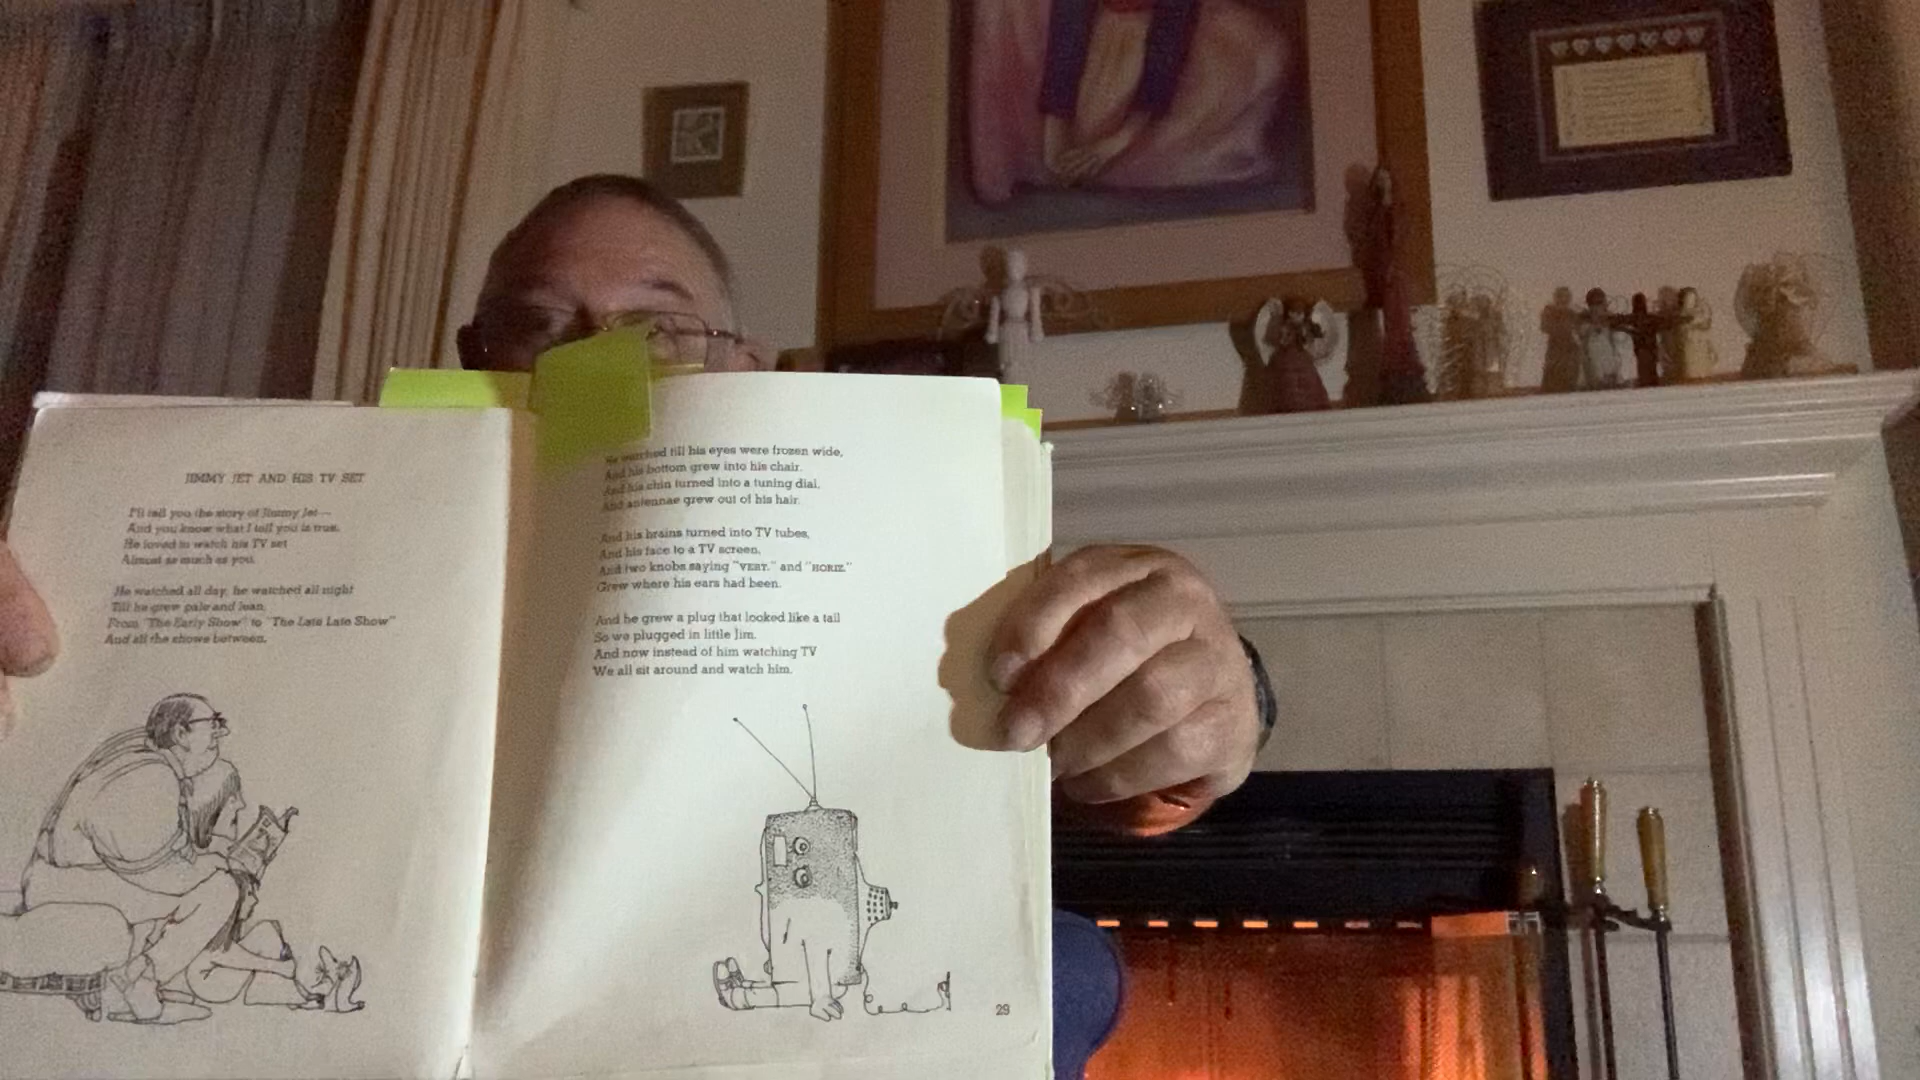 JIMMY JET AND HIS TV SET
I'll tell you the story of Jimmy Jet—
And you know what I tell you is true.
He loved to watch his TV set
Almost as much as you.
He watched all day, he watched all night
Till he grew pale and lean,
From "The Early Show" to "The Late Late Show"
And all the shows between.
He watched till his eyes were frozen wide,
And his bottom grew into his chair.
And his chin turned into a tuning dial,
And antennae grew out of his hair.
And his brains turned into TV tubes,
And his face to a TV screen.
And two knobs saying "VERT." and "HORIZ."
Grew where his ears had been.
And he grew a plug that looked like a tail
So we plugged in little Jim.
And now instead of him watching TV
We all sit around and watch him.
29